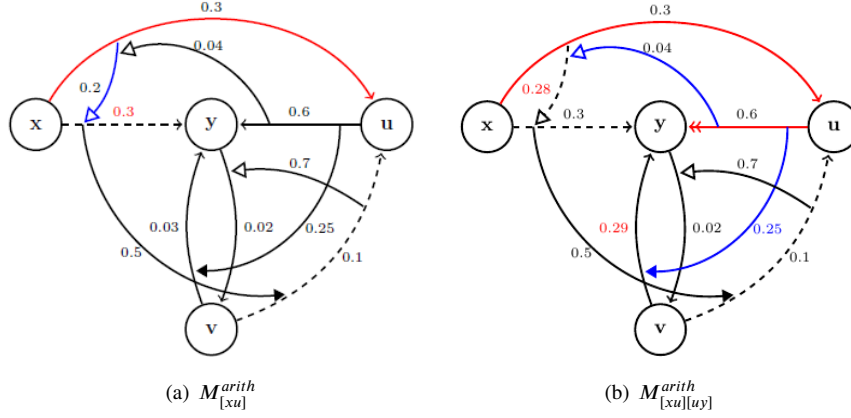 0.3 0.3
0.04 0.04
0.2 0.28
x 0.3 y 0.6 u x 0.3 y 0.6 u
0.7 0.7
0.03 0.02 0.25 0.29 0.02 0.25
0.5 0.1 0.5 0.1
v v
(a) M^{arith}_{[xu]} (b) M^{arith}_{[xu][uy]}